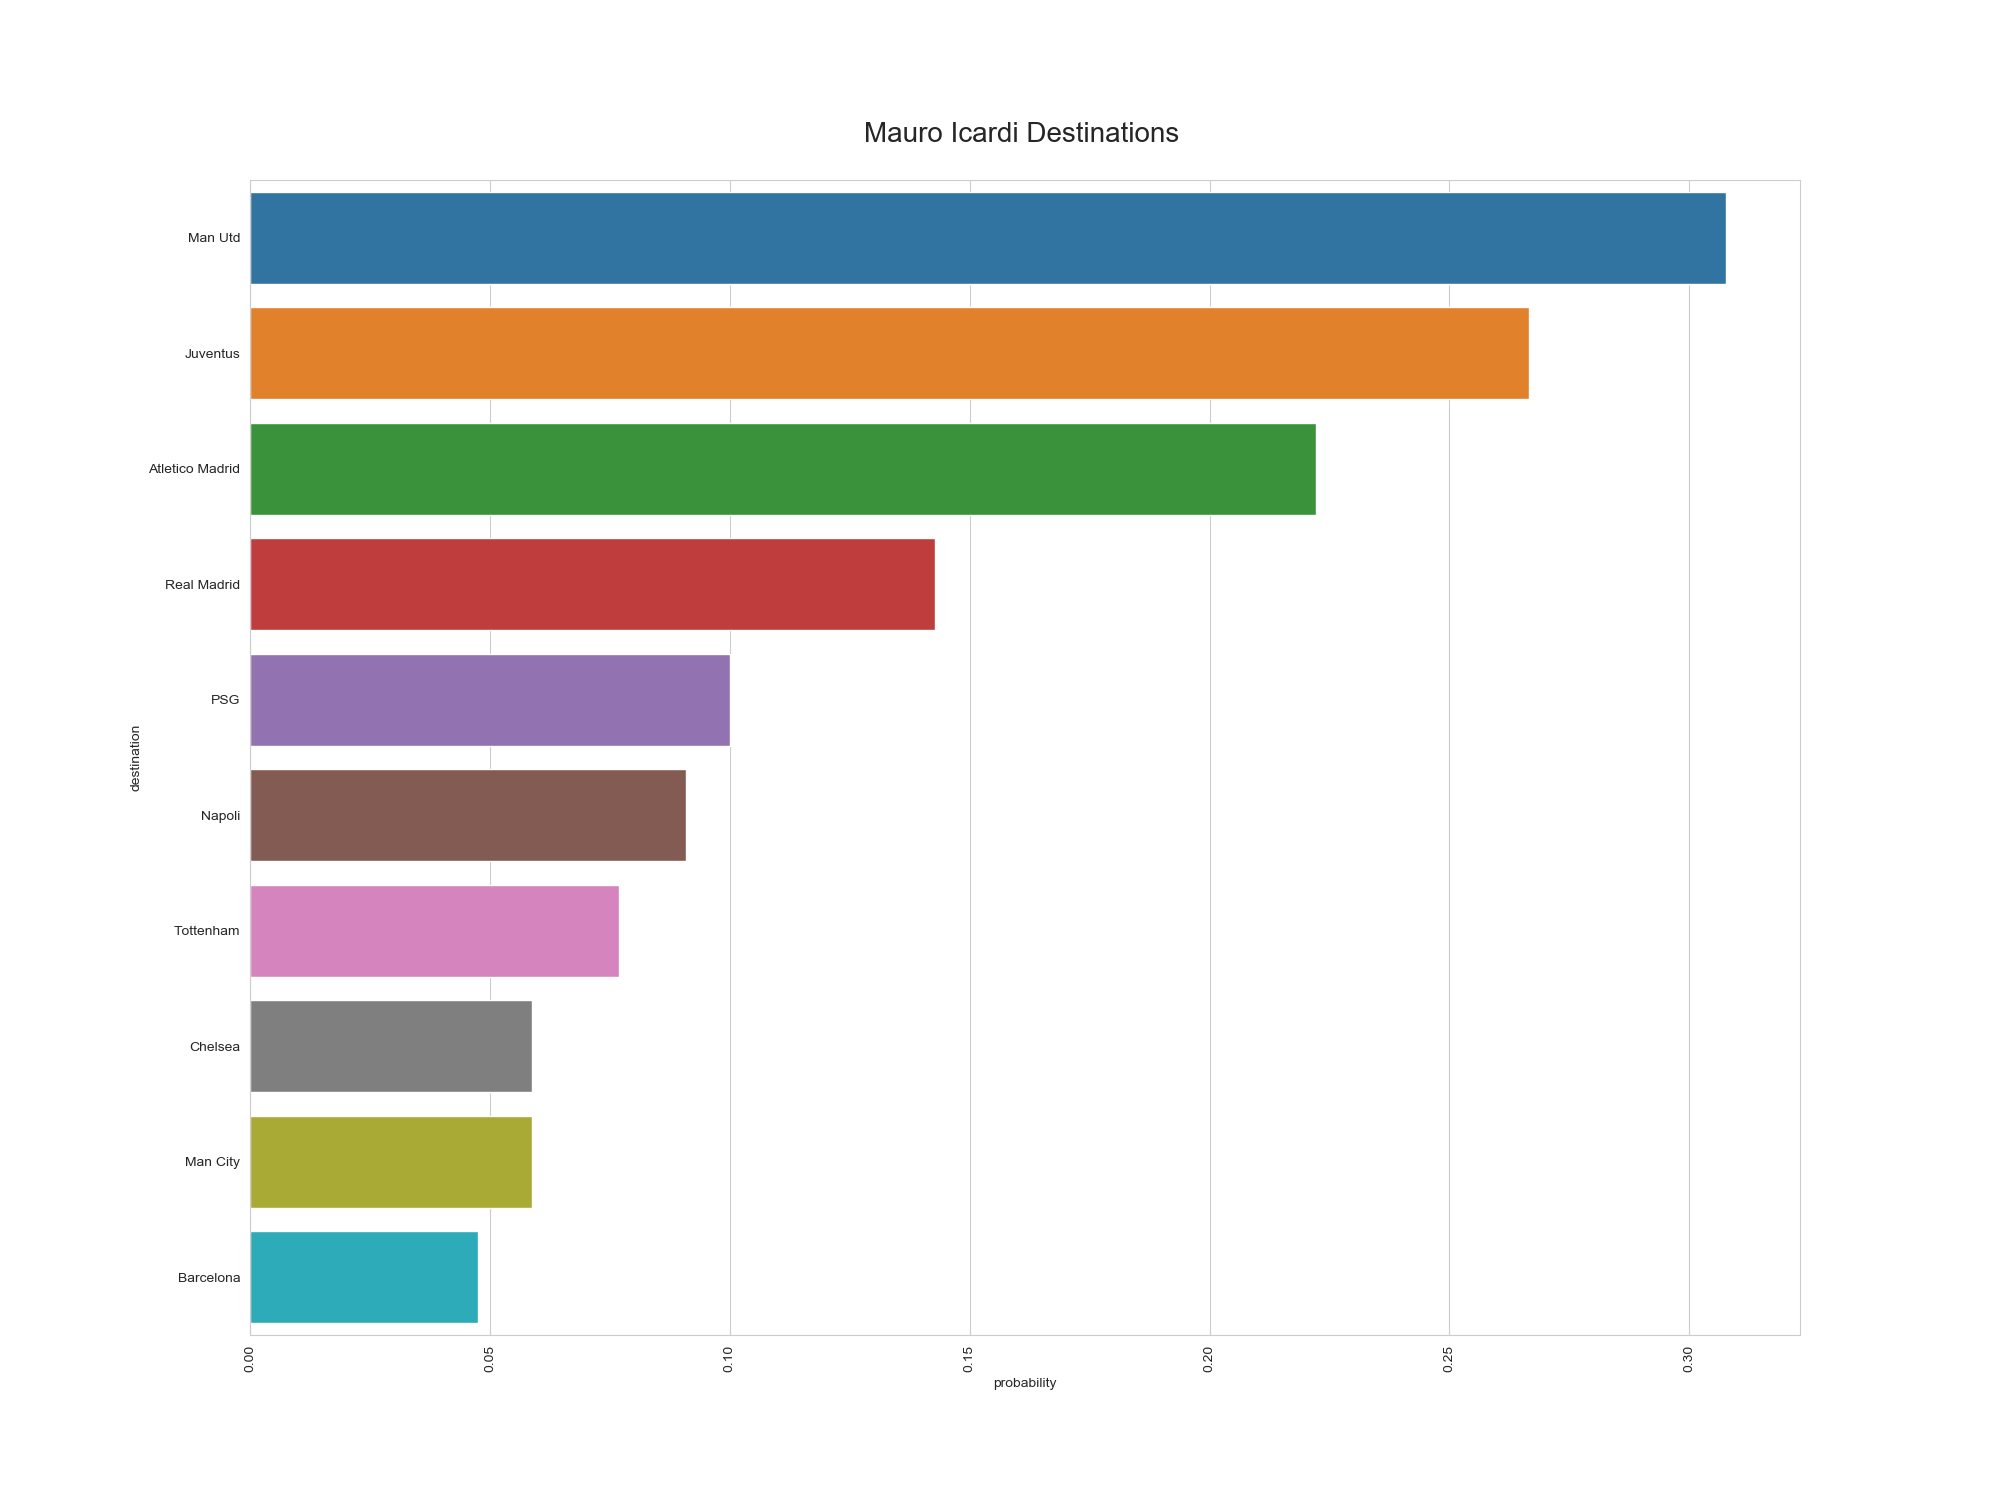 Mauro Icardi Destinations
Man Utd
Juventus
Atletico Madrid
Real Madrid
PSG
Napoli
Tottenham
Chelsea
Man City
Barcelona
destination
0.00 0.05 0.10 0.15 0.20 0.25 0.30
probability